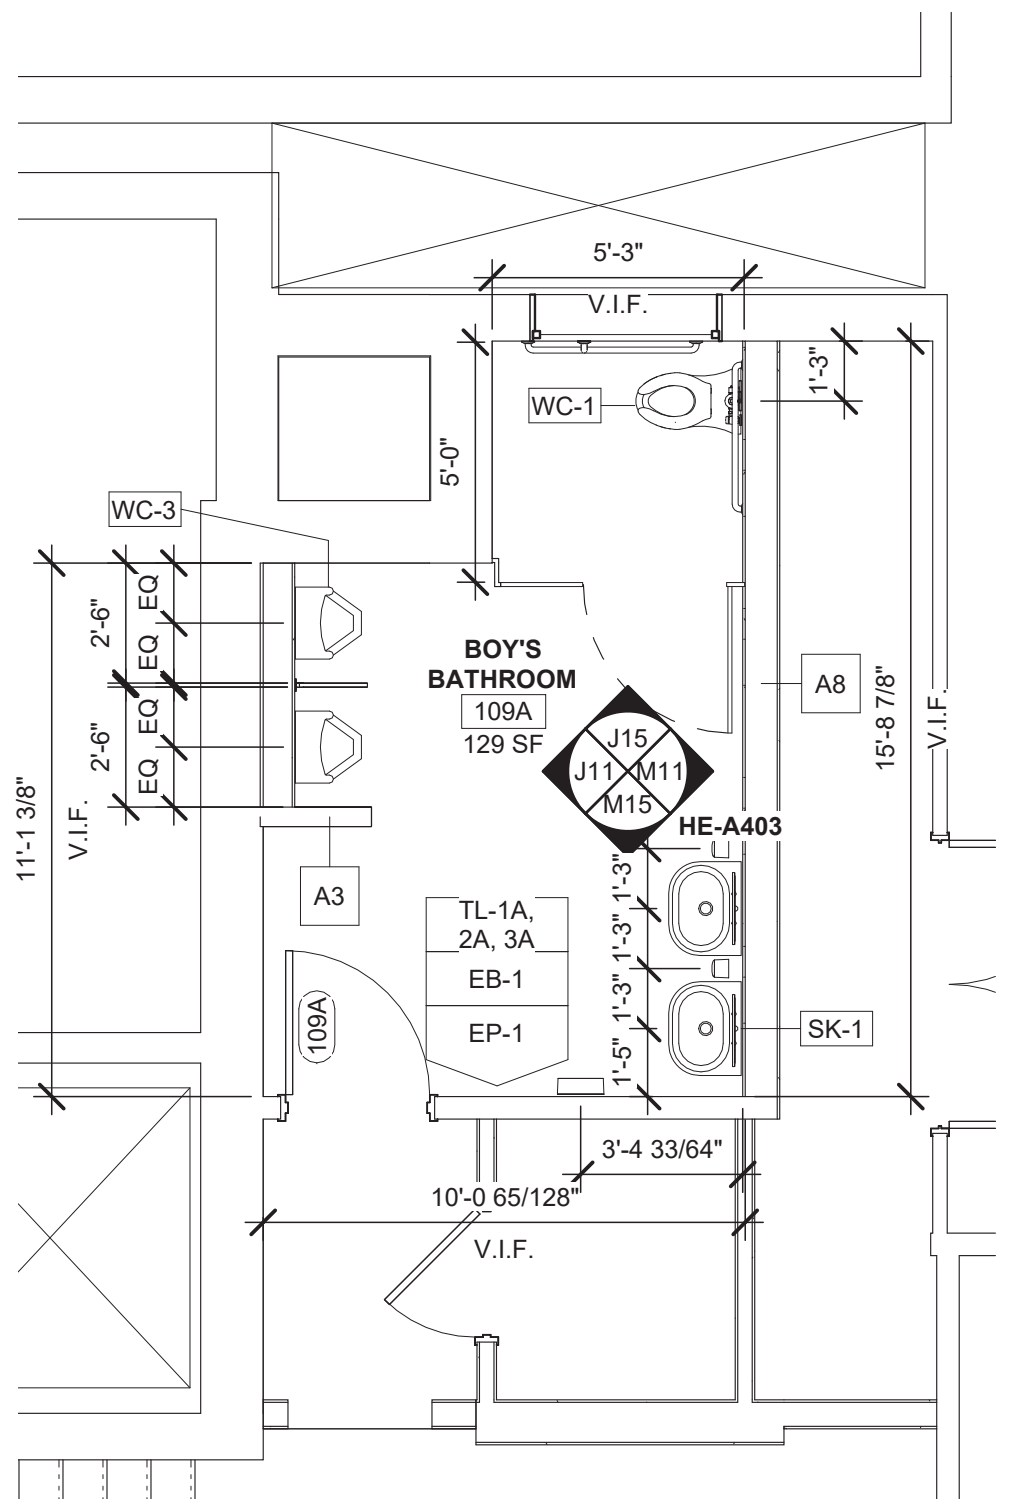 5'-3"
V.I.F.
1'-3"
WC-1
5'-0"
WC-3
EQ
2'-6"
EQ
BOY'S
BATHROOM
109A
129 SF
A8
15'-8 7/8"
V.I.F.
EQ
2'-6"
EQ
11'-1 3/8"
V.I.F.
J15
J11
M11
M15
HE-A403
A3
TL-1A,
2A, 3A
EB-1
EP-1
1'-3"
1'-3"
1'-3"
1'-5"
109A
SK-1
3'-4 33/64"
10'-0 65/128"
V.I.F.